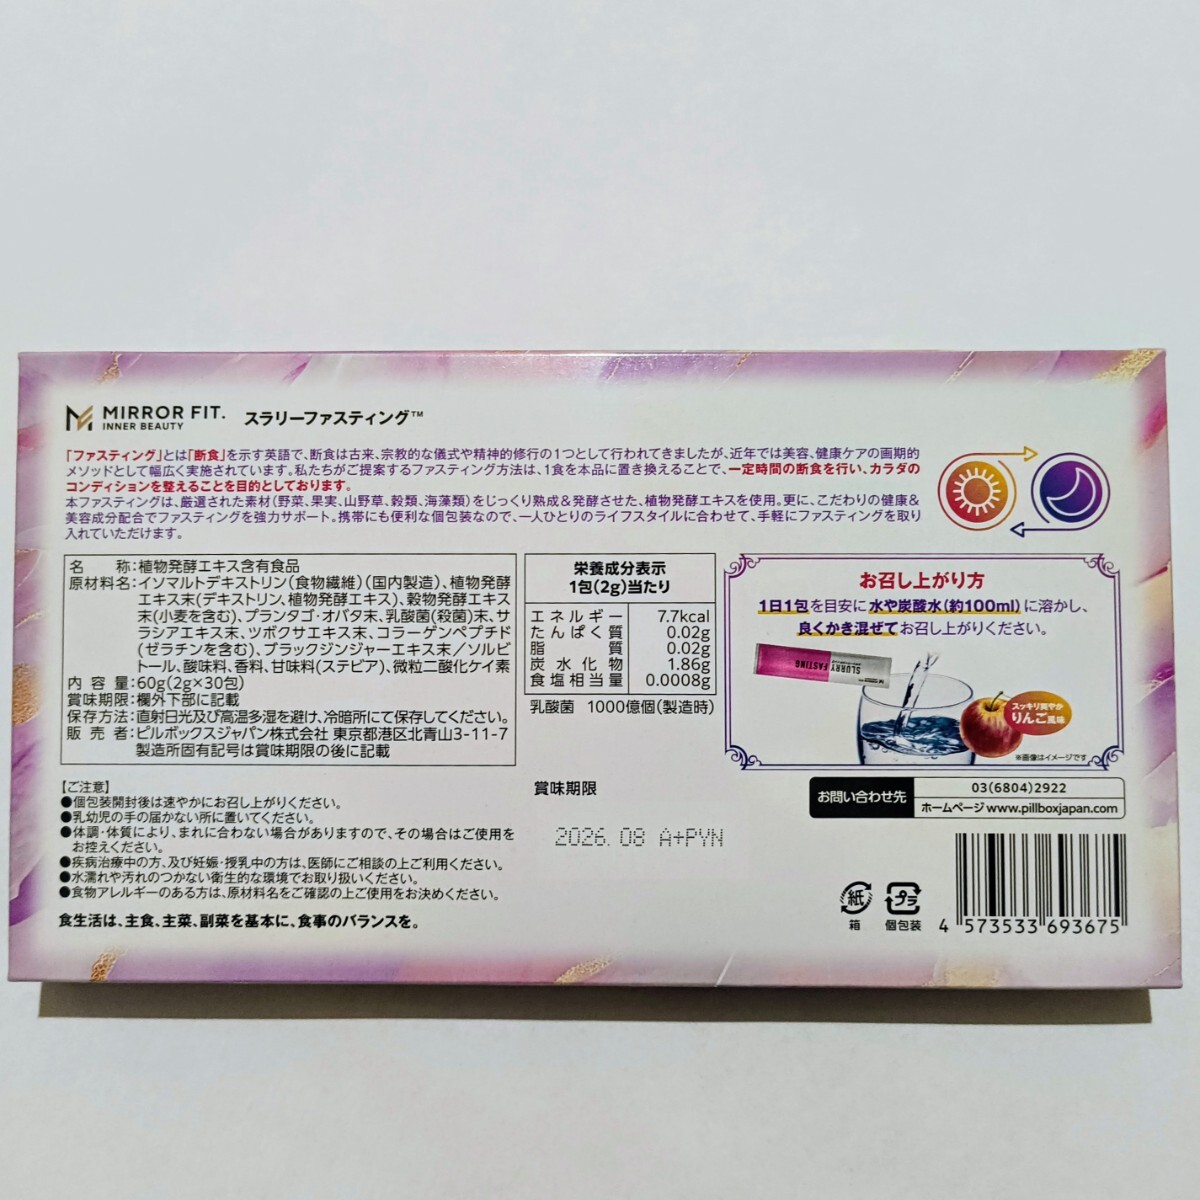 MIRROR FIT.
INNER BEAUTY
スラリーファスティング™
「ファスティング」とは「断食」を示す英語で、断食は古来、宗教的な儀式や精神的修行の1つとして行われてきましたが、近年では美容、健康ケアの画期的
メソッドとして幅広く実施されています。私たちがご提案するファスティング方法は、1食を本品に置き換えることで、一定時間の断食を行い、カラダの
コンディションを整えることを目的としております。
本ファスティングは、厳選された素材(野菜、果実、山野草、穀類、海藻類)をじっくり熟成&発酵させた、植物発酵エキスを使用。更に、こだわりの健康&
美容成分配合でファスティングを強力サポート。携帯にも便利な個包装なので、一人ひとりのライフスタイルに合わせて、手軽にファスティングを取り
入れていただけます。
名 称:植物発酵エキス含有食品
原材料名:イソマルトデキストリン(食物繊維)(国内製造)、植物発酵
エキス末(デキストリン、植物発酵エキス)、穀物発酵エキス
末(小麦を含む)、プランタゴ・オバタ末、乳酸菌(殺菌)末、サ
ラシアエキス末、ツボクサエキス末、コラーゲンペプチド
(ゼラチンを含む)、ブラックジンジャーエキス末/ソルビ
トール、酸味料、香料、甘味料(ステビア)、微粒二酸化ケイ素
内 容 量:60g(2g×30包)
賞味期限:欄外下部に記載
保存方法:直射日光及び高温多湿を避け、冷暗所にて保存してください。
販 売 者:ピルボックスジャパン株式会社 東京都港区北青山3-11-7
製造所固有記号は賞味期限の後に記載
栄養成分表示
1包(2g)当たり
エネルギー 7.7kcal
たんぱく質 0.02g
脂質 0.02g
炭水化物 1.86g
食塩相当量 0.0008g
乳酸菌 1000億個(製造時)
お召し上がり方
1日1包を目安に水や炭酸水(約100ml)に溶かし、
良くかき混ぜてお召し上がりください。
SLURRY FASTING
スッキリ爽やか
りんご風味
※画像はイメージです
【ご注意】
●個包装開封後は速やかにお召し上がりください。
●乳幼児の手の届かない所に置いてください。
●体調・体質により、まれに合わない場合がありますので、その場合はご使用を
お控えください。
●疾病治療中の方、及び妊娠・授乳中の方は、医師にご相談の上ご利用ください。
●水濡れや汚れのつかない衛生的な環境でお取り扱いください。
●食物アレルギーのある方は、原材料名をご確認の上ご使用をお決めください。
食生活は、主食、主菜、副菜を基本に、食事のバランスを。
賞味期限
2026.08 A+PYN
お問い合わせ先
03(6804)2922
ホームページ www.pillboxjapan.com
紙
箱
プラ
個包装
4 573533 693675